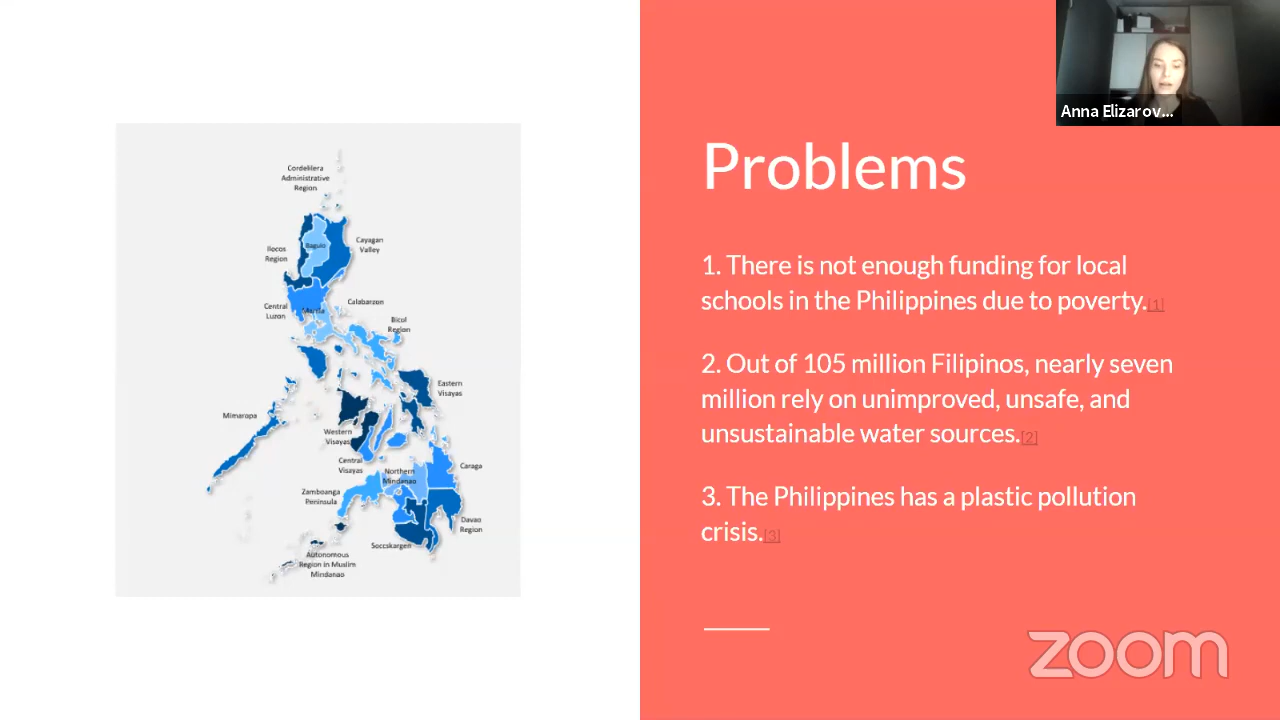 Anna Elizarov...
Problems
1. There is not enough funding for local
schools in the Philippines due to poverty.[1]
2. Out of 105 million Filipinos, nearly seven
million rely on unimproved, unsafe, and
unsustainable water sources.[2]
3. The Philippines has a plastic pollution
crisis.[3]
zoom
Cordelilera
Administrative
Region
Baguio
Cayagan
Valley
Ilocos
Region
Central
Luzon
Manila
Calabarzon
Bicol
Region
Eastern
Visayas
Mimaropa
Western
Visayas
Central
Visayas
Northern
Mindanao
Caraga
Zamboanga
Peninsula
Davao
Region
Soccskargen
Autonomous
Region in Muslim
Mindanao